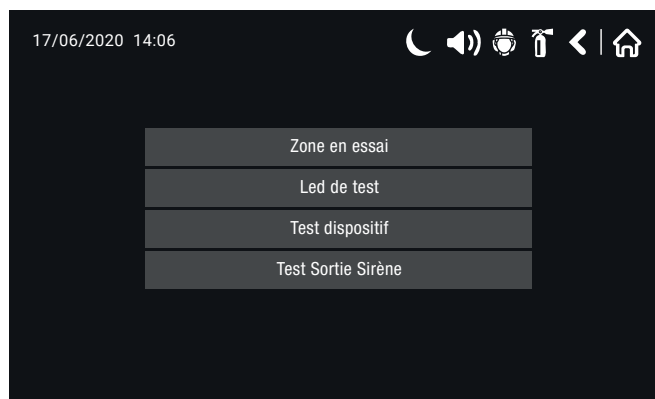 17/06/2020 14:06
Zone en essai
Led de test
Test dispositif
Test Sortie Sirène